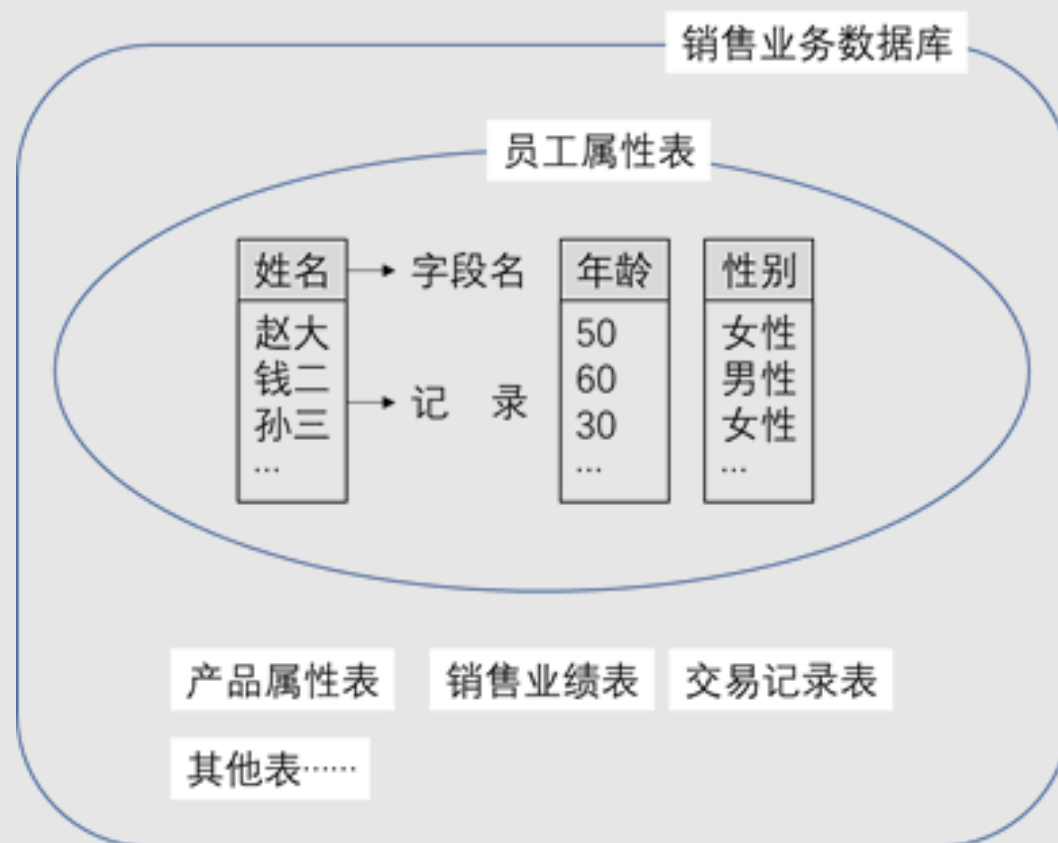 销售业务数据库
员工属性表
姓名 字段名 年龄 性别
赵大 50 女性
钱二 60 男性
记 录
孙三 30 女性
... ... ...
产品属性表 销售业绩表 交易记录表
其他表……